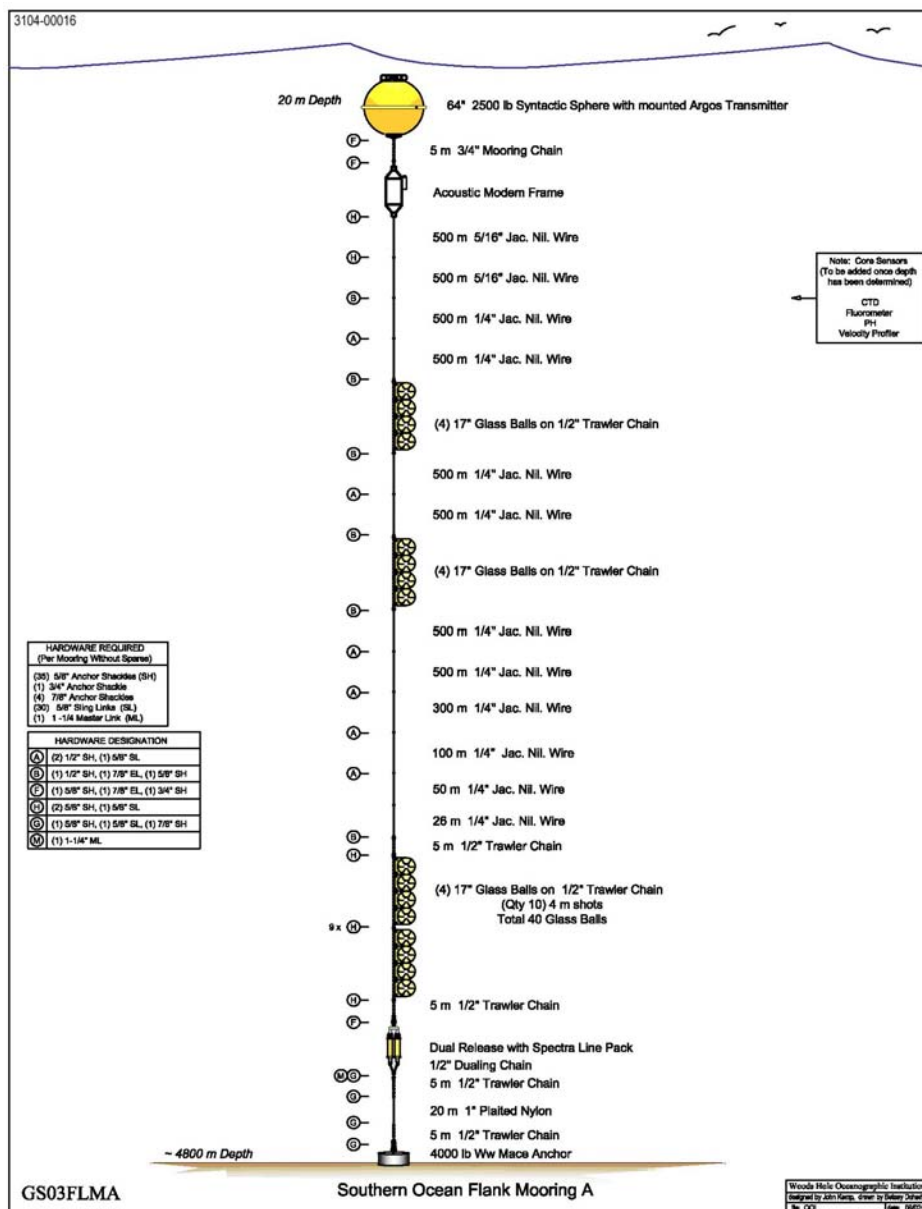 3104-00016
20 m Depth
64" 2500 lb Syntactic Sphere with mounted Argos Transmitter
F
5 m 3/4" Mooring Chain
F
Acoustic Modem Frame
H
500 m 5/16" Jac. Nil. Wire
H
500 m 5/16" Jac. Nil. Wire
B
500 m 1/4" Jac. Nil. Wire
A
500 m 1/4" Jac. Nil. Wire
B
(4) 17" Glass Balls on 1/2" Trawler Chain
B
500 m 1/4" Jac. Nil. Wire
A
500 m 1/4" Jac. Nil. Wire
B
(4) 17" Glass Balls on 1/2" Trawler Chain
B
500 m 1/4" Jac. Nil. Wire
A
500 m 1/4" Jac. Nil. Wire
A
300 m 1/4" Jac. Nil. Wire
A
100 m 1/4" Jac. Nil. Wire
A
50 m 1/4" Jac. Nil. Wire
26 m 1/4" Jac. Nil. Wire
B
5 m 1/2" Trawler Chain
H
(4) 17" Glass Balls on 1/2" Trawler Chain
(Qty 10) 4 m shots
Total 40 Glass Balls
9 x H
H
5 m 1/2" Trawler Chain
F
Dual Release with Spectra Line Pack
1/2" Dualing Chain
M G
5 m 1/2" Trawler Chain
G
20 m 1" Plaited Nylon
G
5 m 1/2" Trawler Chain
G
4000 lb Ww Mace Anchor
~ 4800 m Depth
Note: Core Sensors
(To be added once depth
has been determined)
CTD
Fluorometer
PH
Velocity Profiler
HARDWARE REQUIRED
(Per Mooring Without Spares)
(35) 5/8" Anchor Shackles (SH)
(1) 3/4" Anchor Shackle
(4) 7/8" Anchor Shackles
(30) 5/8" Sling Links (SL)
(1) 1 -1/4 Master Link (ML)
HARDWARE DESIGNATION
A (2) 1/2" SH, (1) 5/8" SL
B (1) 1/2" SH, (1) 7/8" EL, (1) 5/8" SH
F (1) 5/8" SH, (1) 7/8" EL, (1) 3/4" SH
H (2) 5/8" SH, (1) 5/8" SL
G (1) 5/8" SH, (1) 5/8" SL, (1) 7/8" SH
M (1) 1-1/4" ML
GS03FLMA
Southern Ocean Flank Mooring A
Woods Hole Oceanographic Institution
designed by John Kemp, drawn by Betsey